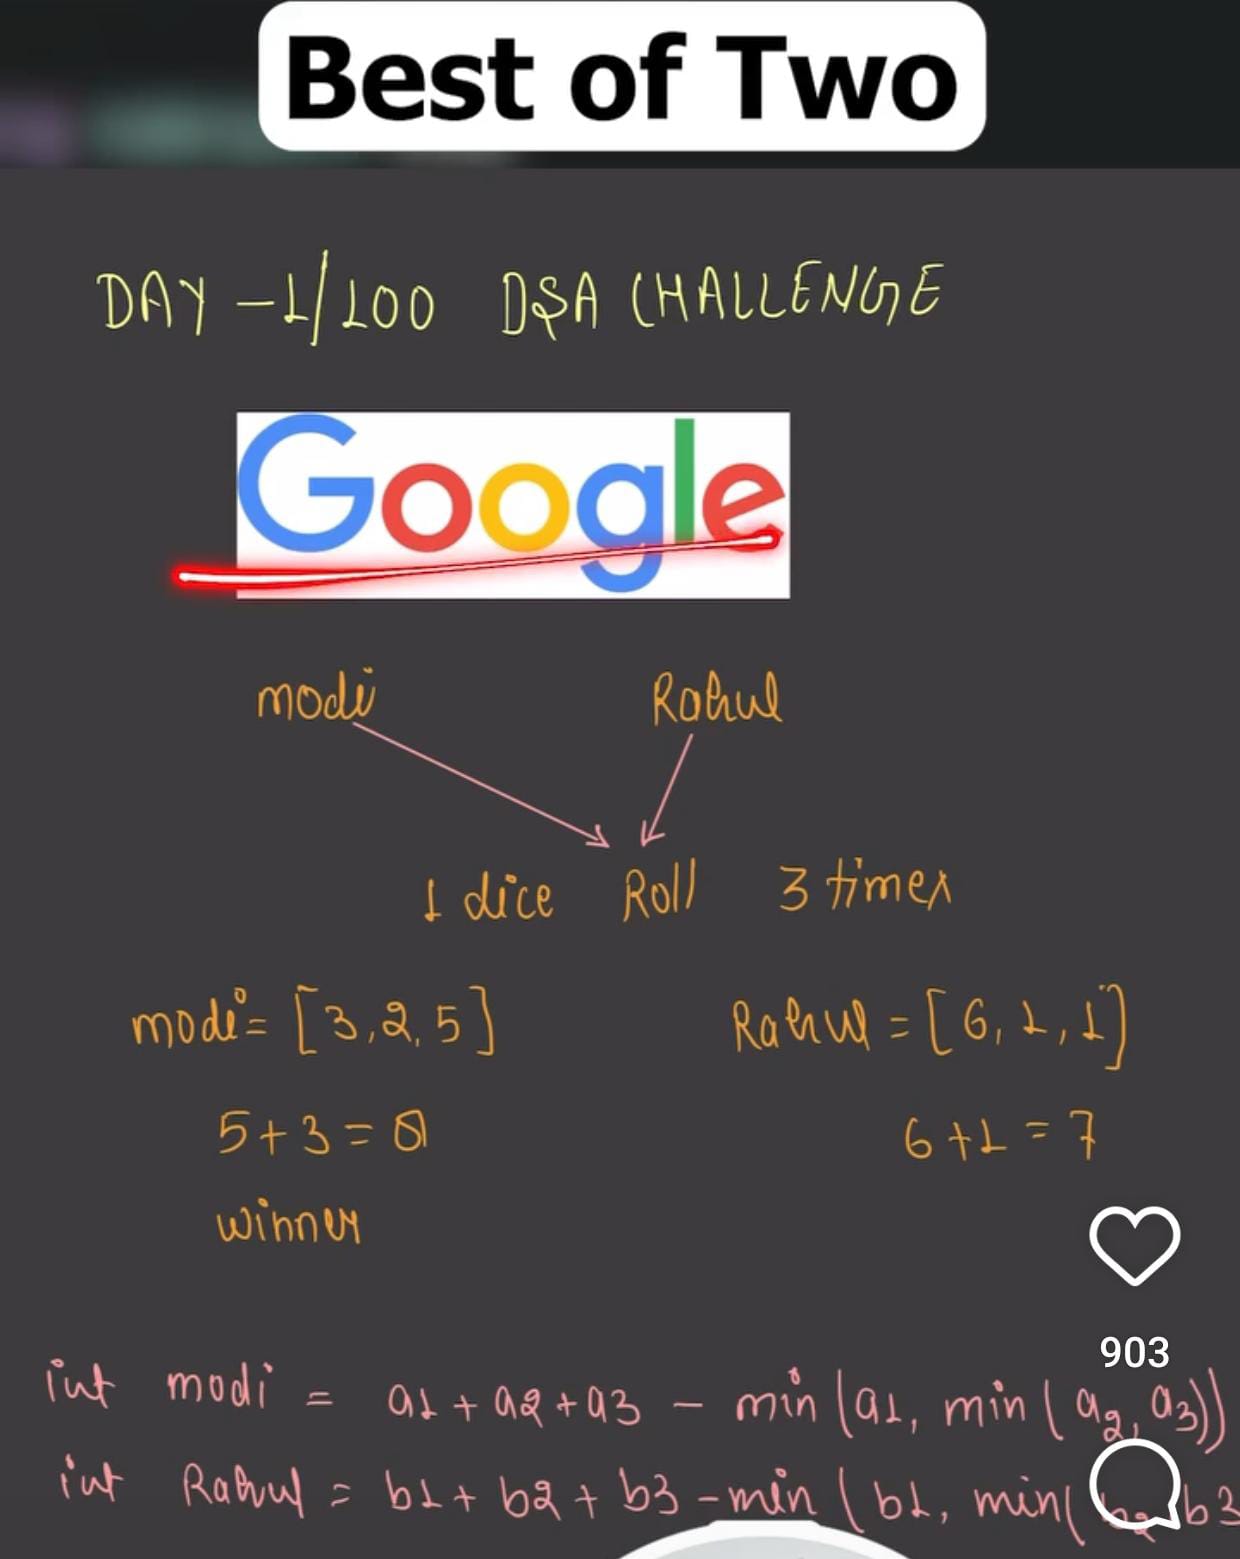 Best of Two
DAY -1/100 DSA CHALLENGE
Google
modi Rahul
1 dice Roll 3 times
modi = [3, 2, 5] Rahul = [6, 1, 1]
5+3=8 6+1=7
winner
903
int modi = a1 + a2 + a3 - min (a1, min (a2, a3))
int Rahul = b1 + b2 + b3 - min (b1, min( b2 b3